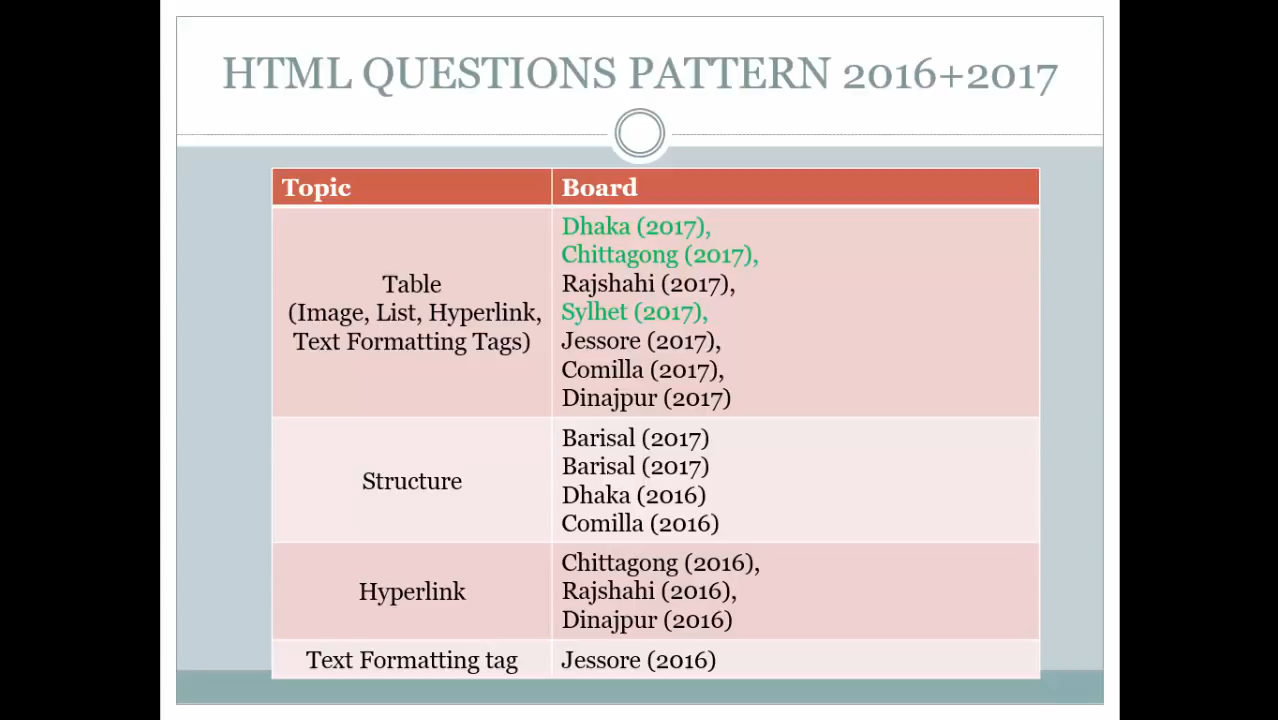 HTML QUESTIONS PATTERN 2016+2017
Topic
Board
Table
(Image, List, Hyperlink,
Text Formatting Tags)
Dhaka (2017),
Chittagong (2017),
Rajshahi (2017),
Sylhet (2017),
Jessore (2017),
Comilla (2017),
Dinajpur (2017)
Structure
Barisal (2017)
Barisal (2017)
Dhaka (2016)
Comilla (2016)
Hyperlink
Chittagong (2016),
Rajshahi (2016),
Dinajpur (2016)
Text Formatting tag
Jessore (2016)